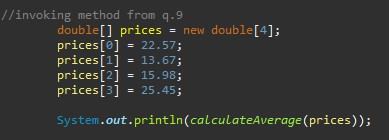 //invoking method from q.9
double[] prices = new double[4];
prices[0] = 22.57;
prices[1] = 13.67;
prices[2] = 15.98;
prices[3] = 25.45;
System.out.println(calculateAverage(prices));